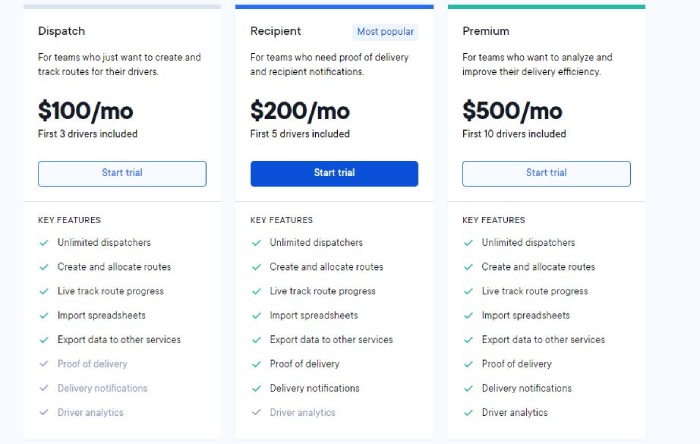 Dispatch
For teams who just want to create and
track routes for their drivers.
$100/mo
First 3 drivers included
Start trial
KEY FEATURES
Unlimited dispatchers
Create and allocate routes
Live track route progress
Import spreadsheets
Export data to other services
Proof of delivery
Delivery notifications
Driver analytics
Recipient
Most popular
For teams who need proof of delivery
and recipient notifications.
$200/mo
First 5 drivers included
Start trial
KEY FEATURES
Unlimited dispatchers
Create and allocate routes
Live track route progress
Import spreadsheets
Export data to other services
Proof of delivery
Delivery notifications
Driver analytics
Premium
For teams who want to analyze and
improve their delivery efficiency.
$500/mo
First 10 drivers included
Start trial
KEY FEATURES
Unlimited dispatchers
Create and allocate routes
Live track route progress
Import spreadsheets
Export data to other services
Proof of delivery
Delivery notifications
Driver analytics